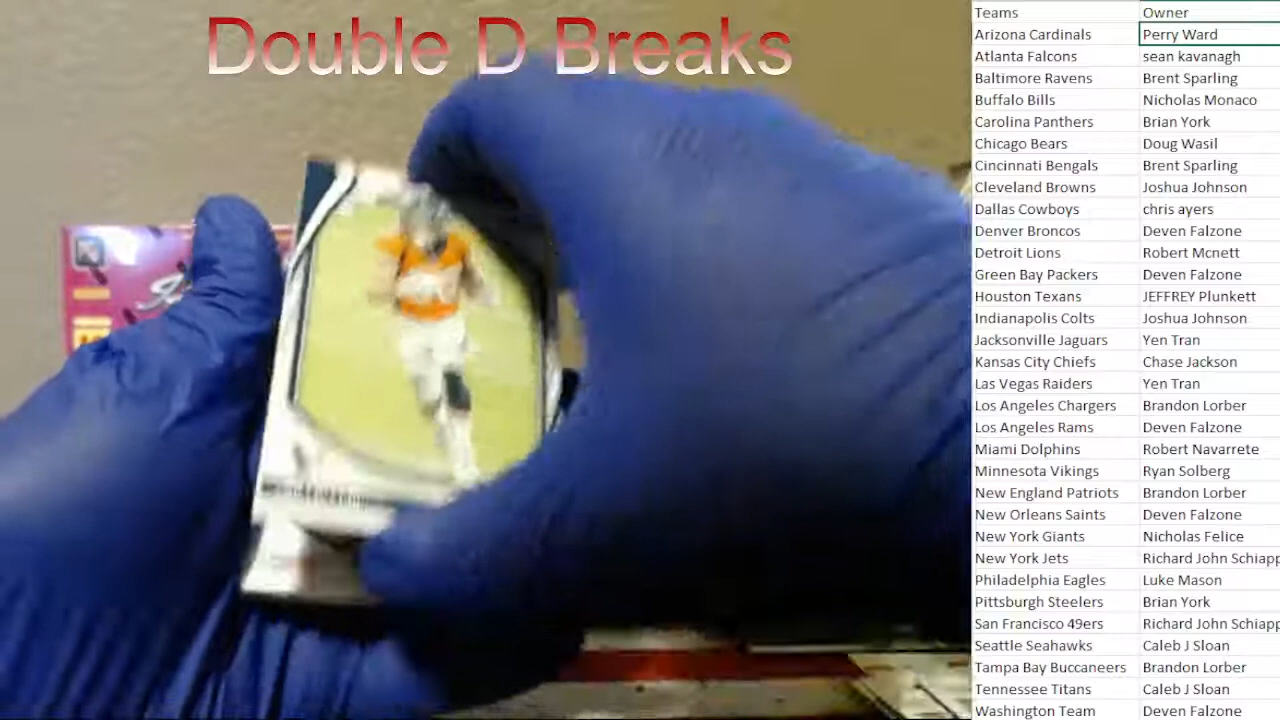 Double D Breaks
Teams Owner
Arizona Cardinals Perry Ward
Atlanta Falcons sean kavanagh
Baltimore Ravens Brent Sparling
Buffalo Bills Nicholas Monaco
Carolina Panthers Brian York
Chicago Bears Doug Wasil
Cincinnati Bengals Brent Sparling
Cleveland Browns Joshua Johnson
Dallas Cowboys chris ayers
Denver Broncos Deven Falzone
Detroit Lions Robert Mcnett
Green Bay Packers Deven Falzone
Houston Texans JEFFREY Plunkett
Indianapolis Colts Joshua Johnson
Jacksonville Jaguars Yen Tran
Kansas City Chiefs Chase Jackson
Las Vegas Raiders Yen Tran
Los Angeles Chargers Brandon Lorber
Los Angeles Rams Deven Falzone
Miami Dolphins Robert Navarrete
Minnesota Vikings Ryan Solberg
New England Patriots Brandon Lorber
New Orleans Saints Deven Falzone
New York Giants Nicholas Felice
New York Jets Richard John Schiapp
Philadelphia Eagles Luke Mason
Pittsburgh Steelers Brian York
San Francisco 49ers Richard John Schiapp
Seattle Seahawks Caleb J Sloan
Tampa Bay Buccaneers Brandon Lorber
Tennessee Titans Caleb J Sloan
Washington Team Deven Falzone